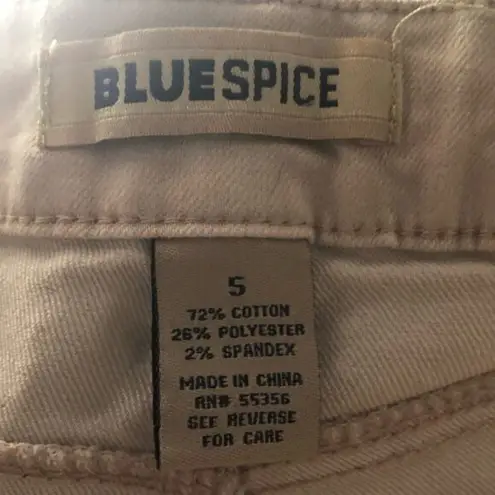 BLUESPICE
5
72% COTTON
26% POLYESTER
2% SPANDEX
MADE IN CHINA
RN# 55356
SEE REVERSE
FOR CARE